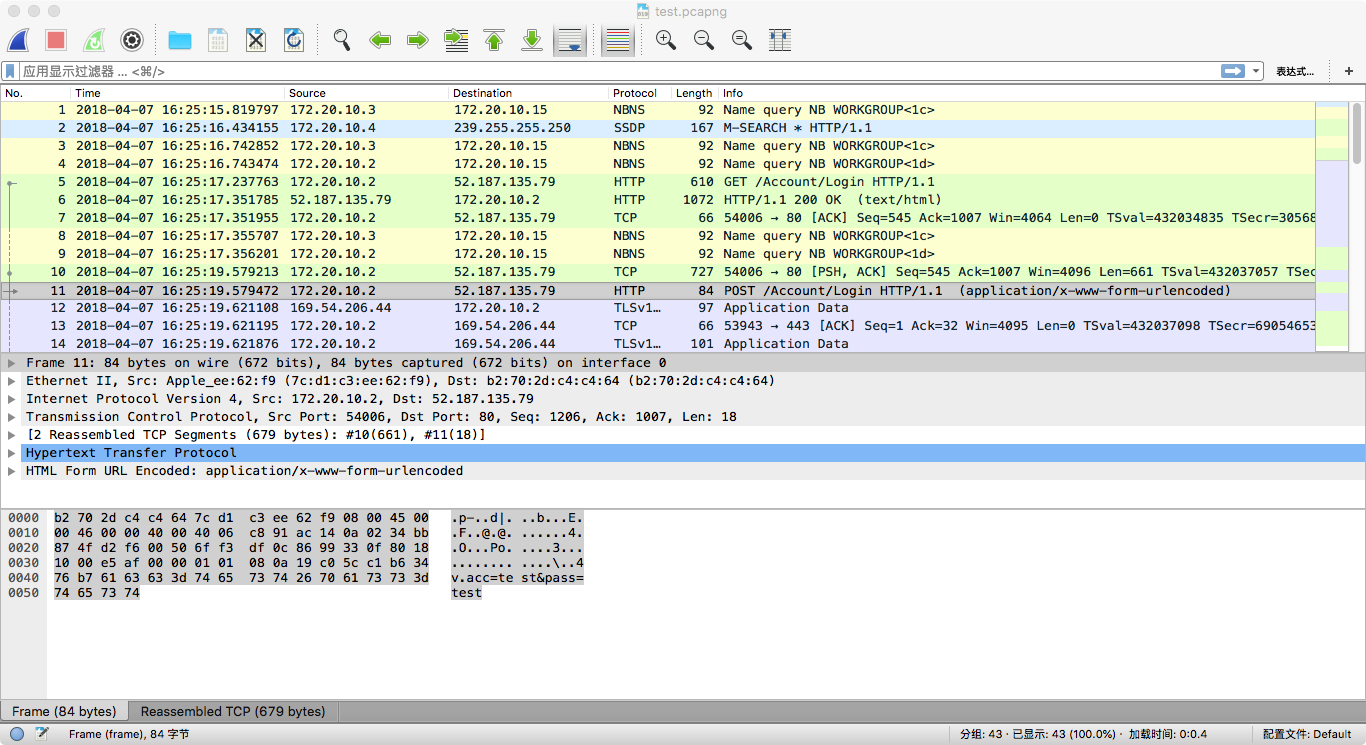 test.pcapng
应用显示过滤器 ... <⌘/>
表达式... +
No. Time Source Destination Protocol Length Info
1 2018-04-07 16:25:15.819797 172.20.10.3 172.20.10.15 NBNS 92 Name query NB WORKGROUP<1c>
2 2018-04-07 16:25:16.434155 172.20.10.4 239.255.255.250 SSDP 167 M-SEARCH * HTTP/1.1
3 2018-04-07 16:25:16.742852 172.20.10.3 172.20.10.15 NBNS 92 Name query NB WORKGROUP<1c>
4 2018-04-07 16:25:16.743474 172.20.10.2 172.20.10.15 NBNS 92 Name query NB WORKGROUP<1d>
5 2018-04-07 16:25:17.237763 172.20.10.2 52.187.135.79 HTTP 610 GET /Account/Login HTTP/1.1
6 2018-04-07 16:25:17.351785 52.187.135.79 172.20.10.2 HTTP 1072 HTTP/1.1 200 OK (text/html)
7 2018-04-07 16:25:17.351955 172.20.10.2 52.187.135.79 TCP 66 54006 → 80 [ACK] Seq=545 Ack=1007 Win=4064 Len=0 TSval=432034835 TSecr=30568
8 2018-04-07 16:25:17.355707 172.20.10.3 172.20.10.15 NBNS 92 Name query NB WORKGROUP<1c>
9 2018-04-07 16:25:17.356201 172.20.10.2 172.20.10.15 NBNS 92 Name query NB WORKGROUP<1d>
10 2018-04-07 16:25:19.579213 172.20.10.2 52.187.135.79 TCP 727 54006 → 80 [PSH, ACK] Seq=545 Ack=1007 Win=4096 Len=661 TSval=432037057 TSec
11 2018-04-07 16:25:19.579472 172.20.10.2 52.187.135.79 HTTP 84 POST /Account/Login HTTP/1.1 (application/x-www-form-urlencoded)
12 2018-04-07 16:25:19.621108 169.54.206.44 172.20.10.2 TLSv1… 97 Application Data
13 2018-04-07 16:25:19.621195 172.20.10.2 169.54.206.44 TCP 66 53943 → 443 [ACK] Seq=1 Ack=32 Win=4095 Len=0 TSval=432037098 TSecr=69054653
14 2018-04-07 16:25:19.621876 172.20.10.2 169.54.206.44 TLSv1… 101 Application Data
Frame 11: 84 bytes on wire (672 bits), 84 bytes captured (672 bits) on interface 0
Ethernet II, Src: Apple_ee:62:f9 (7c:d1:c3:ee:62:f9), Dst: b2:70:2d:c4:c4:64 (b2:70:2d:c4:c4:64)
Internet Protocol Version 4, Src: 172.20.10.2, Dst: 52.187.135.79
Transmission Control Protocol, Src Port: 54006, Dst Port: 80, Seq: 1206, Ack: 1007, Len: 18
[2 Reassembled TCP Segments (679 bytes): #10(661), #11(18)]
Hypertext Transfer Protocol
HTML Form URL Encoded: application/x-www-form-urlencoded
0000 b2 70 2d c4 c4 64 7c d1 c3 ee 62 f9 08 00 45 00 .p-..d|. ..b...E.
0010 00 46 00 00 40 00 40 06 c8 91 ac 14 0a 02 34 bb .F..@.@. ......4.
0020 87 4f d2 f6 00 50 6f f3 df 0c 86 99 33 0f 80 18 .O...Po. ....3...
0030 10 00 e5 af 00 00 01 01 08 0a 19 c0 5c c1 b6 34 ........ ....\..4
0040 76 b7 61 63 63 3d 74 65 73 74 26 70 61 73 73 3d v.acc=te st&pass=
0050 74 65 73 74 test
Frame (84 bytes) Reassembled TCP (679 bytes)
Frame (frame), 84 字节 分组: 43 · 已显示: 43 (100.0%) · 加载时间: 0:0.4 配置文件: Default